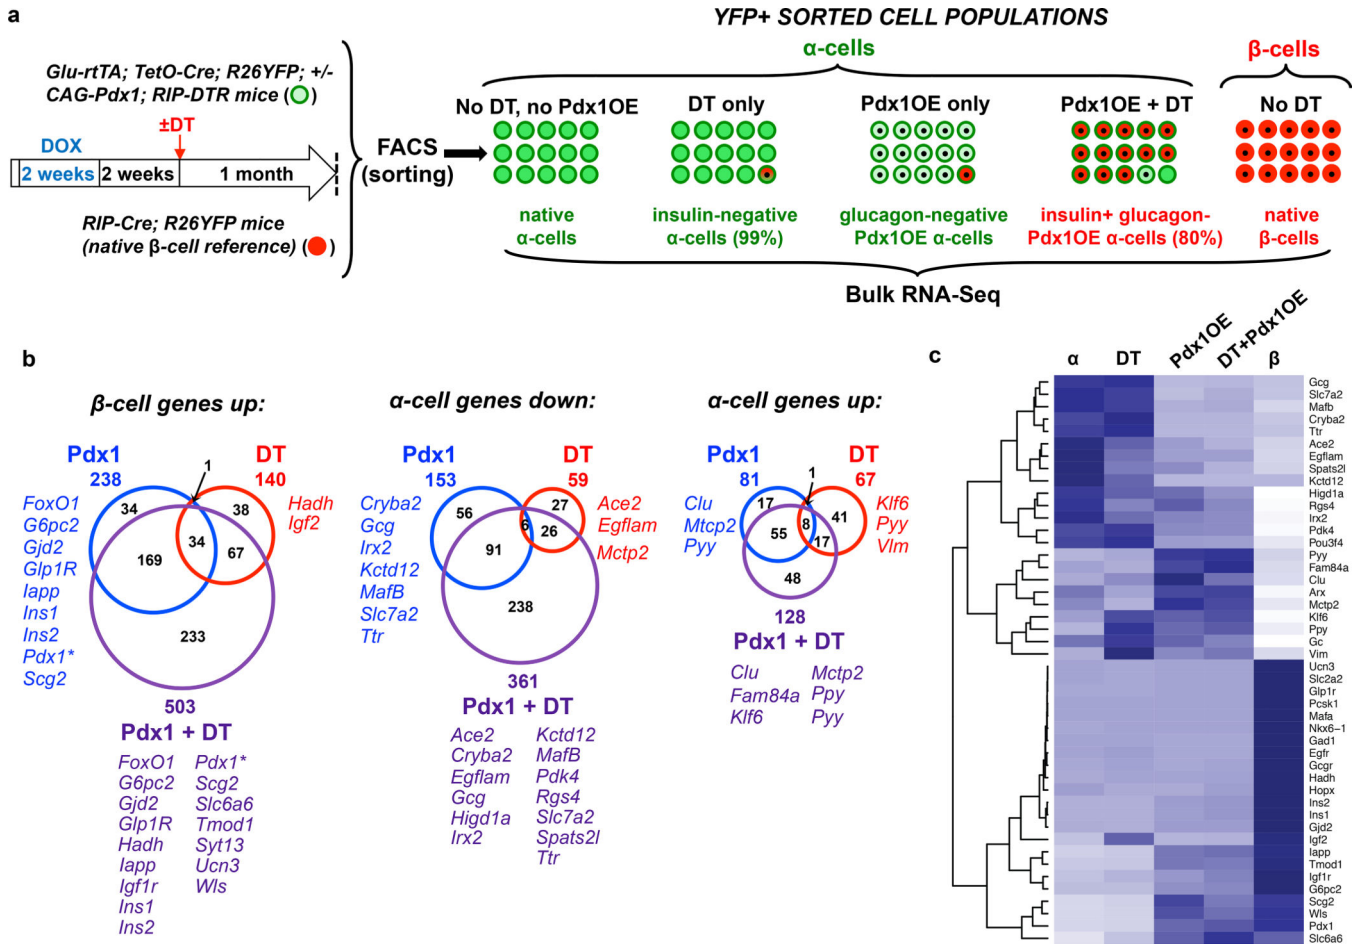 a
YFP+ SORTED CELL POPULATIONS
Glu-rtTA; TetO-Cre; R26YFP; +/-
CAG-Pdx1; RIP-DTR mice ( )
±DT
DOX
2 weeks 2 weeks 1 month
RIP-Cre; R26YFP mice
(native β-cell reference) ( )
FACS
(sorting)
α-cells
β-cells
No DT, no Pdx1OE DT only Pdx1OE only Pdx1OE + DT No DT
native
α-cells
insulin-negative
α-cells (99%)
glucagon-negative
Pdx1OE α-cells
insulin+ glucagon-
Pdx1OE α-cells (80%)
native
β-cells
Bulk RNA-Seq
b
β-cell genes up:
Pdx1
238
DT
140
1
34
38
34
67
169
233
FoxO1
G6pc2
Gjd2
Glp1R
Iapp
Ins1
Ins2
Pdx1*
Scg2
Hadh
Igf2
503
Pdx1 + DT
FoxO1
G6pc2
Gjd2
Glp1R
Hadh
Iapp
Igf1r
Ins1
Ins2
Pdx1*
Scg2
Slc6a6
Tmod1
Syt13
Ucn3
Wls
α-cell genes down:
Pdx1
153
DT
59
56
27
6
26
91
238
Cryba2
Gcg
Irx2
Kctd12
MafB
Slc7a2
Ttr
Ace2
Egflam
Mctp2
361
Pdx1 + DT
Ace2
Cryba2
Egflam
Gcg
Higd1a
Irx2
Kctd12
MafB
Pdk4
Rgs4
Slc7a2
Spats2l
Ttr
α-cell genes up:
Pdx1
81
DT
67
1
17
41
8
55
17
48
Clu
Mtcp2
Pyy
Klf6
Pyy
Vlm
128
Pdx1 + DT
Clu
Fam84a
Klf6
Mctp2
Ppy
Pyy
c
α DT Pdx1OE DT+Pdx1OE β
Gcg
Slc7a2
Mafb
Cryba2
Ttr
Ace2
Egflam
Spats2l
Kctd12
Higd1a
Rgs4
Irx2
Pdk4
Pou3f4
Pyy
Fam84a
Clu
Arx
Mctp2
Klf6
Ppy
Gc
Vim
Ucn3
Slc2a2
Glp1r
Pcsk1
Mafa
Nkx6-1
Gad1
Egfr
Gcgr
Hadh
Hopx
Ins2
Ins1
Gjd2
Igf2
Iapp
Tmod1
Igf1r
G6pc2
Scg2
Wls
Pdx1
Slc6a6